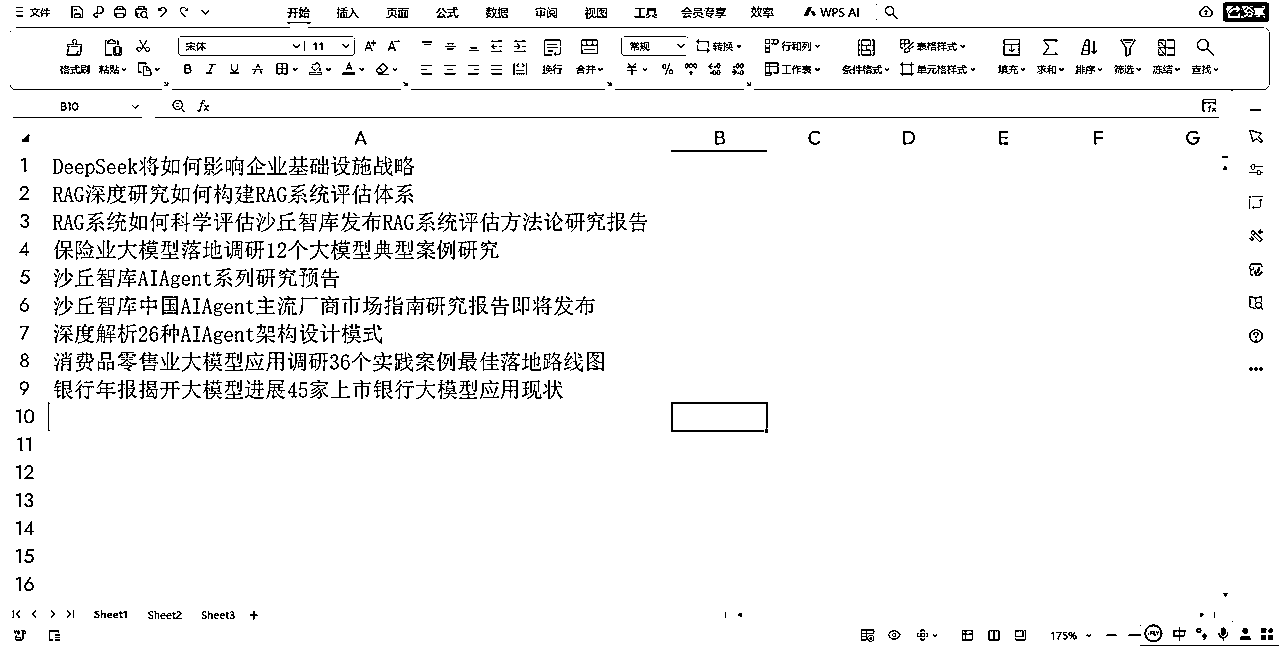 文件 开始 插入 页面 公式 数据 审阅 视图 工具 会员专享 效率 WPS AI
格式刷 粘贴 宋体 11 A+ A- 换行 合并 常规 转换 行和列 工作表 条件格式 表格样式 单元格样式 填充 求和 排序 筛选 冻结 查找
B I U A ¥ %
B10 fx
A B C D E F G
1 DeepSeek将如何影响企业基础设施战略
2 RAG深度研究如何构建RAG系统评估体系
3 RAG系统如何科学评估沙丘智库发布RAG系统评估方法论研究报告
4 保险业大模型落地调研12个大模型典型案例研究
5 沙丘智库AIAgent系列研究预告
6 沙丘智库中国AIAgent主流厂商市场指南研究报告即将发布
7 深度解析26种AIAgent架构设计模式
8 消费品零售业大模型应用调研36个实践案例最佳落地路线图
9 银行年报揭开大模型进展45家上市银行大模型应用现状
10
11
12
13
14
15
16
Sheet1 Sheet2 Sheet3 +
175% 中